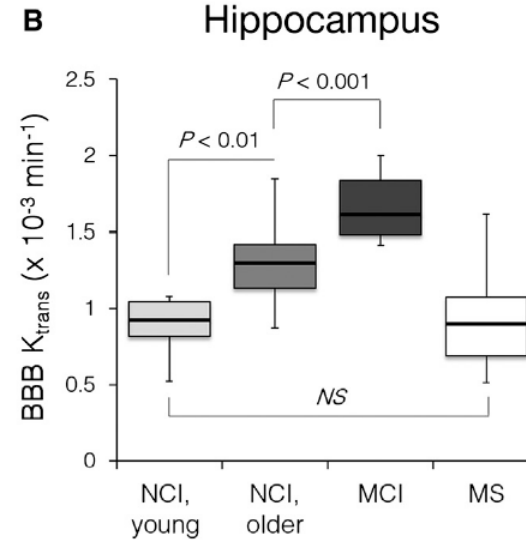 B
Hippocampus
BBB Ktrans (x 10-3 min-1)
2.5
2
1.5
1
0.5
0
P < 0.001
P < 0.01
NS
NCI,
young
NCI,
older
MCI
MS